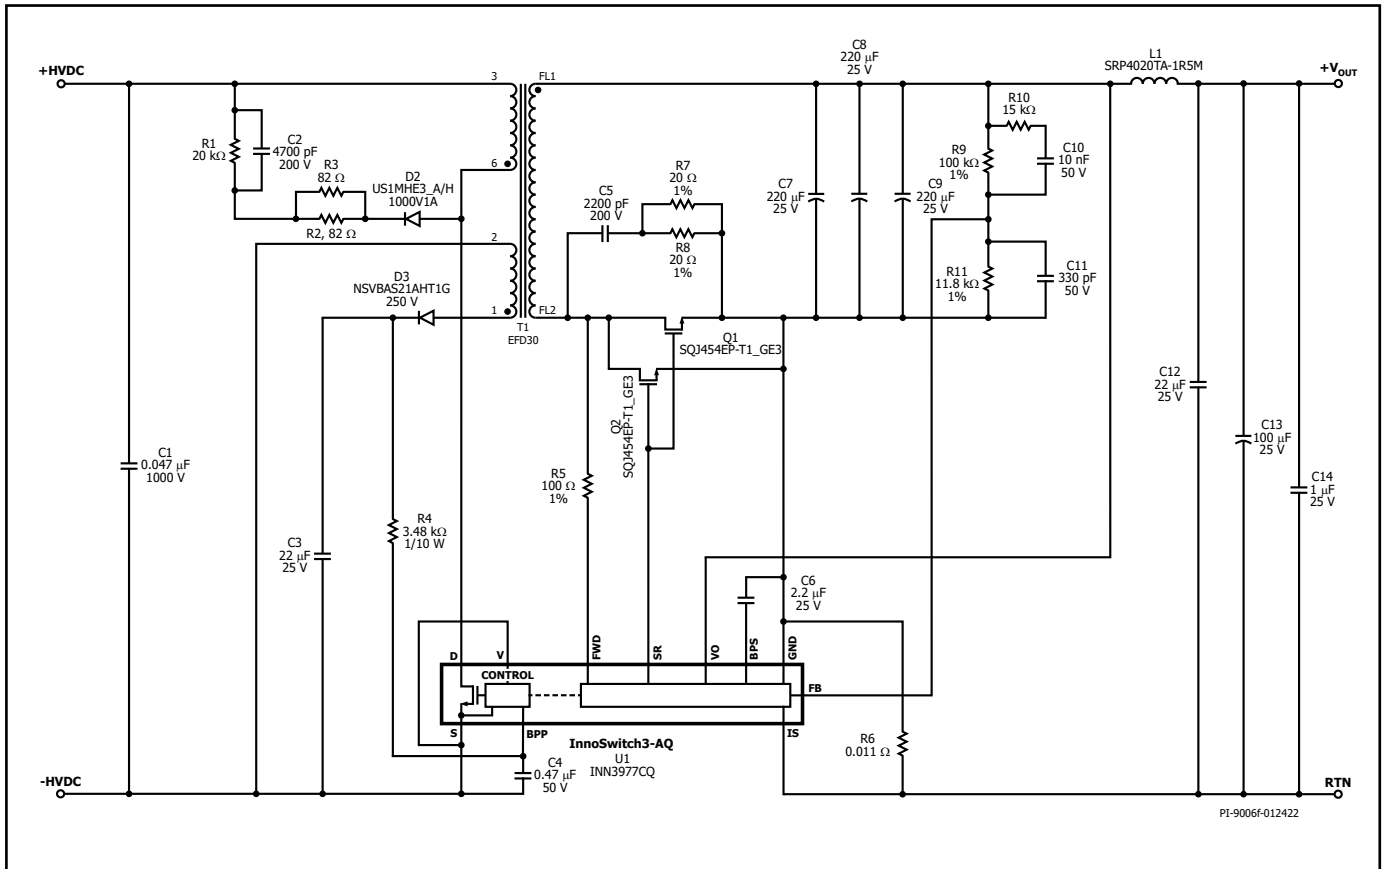 C8
220 µF
25 V
L1
SRP4020TA-1R5M
+HVDC
3
FL1
+VOUT
R10
15 kΩ
R1
20 kΩ
C2
4700 pF
200 V
R9
100 kΩ
1%
C10
10 nF
50 V
6
R3
82 Ω
D2
US1MHE3_A/H
1000V1A
R7
20 Ω
1%
C5
2200 pF
200 V
C7
220 µF
25 V
C9
220 µF
25 V
R2, 82 Ω
2
R8
20 Ω
1%
R11
11.8 kΩ
1%
C11
330 pF
50 V
D3
NSVBAS21AHT1G
250 V
1
FL2
T1
EFD30
Q1
SQJ454EP-T1_GE3
Q2
SQJ454EP-T1_GE3
C12
22 µF
25 V
C13
100 µF
25 V
C1
0.047 µF
1000 V
R5
100 Ω
1%
C14
1 µF
25 V
R4
3.48 kΩ
1/10 W
C3
22 µF
25 V
C6
2.2 µF
25 V
D
V
FWD
SR
VO
BPS
GND
CONTROL
FB
S
BPP
IS
InnoSwitch3-AQ
U1
INN3977CQ
R6
0.011 Ω
C4
0.47 µF
50 V
-HVDC
RTN
PI-9006f-012422